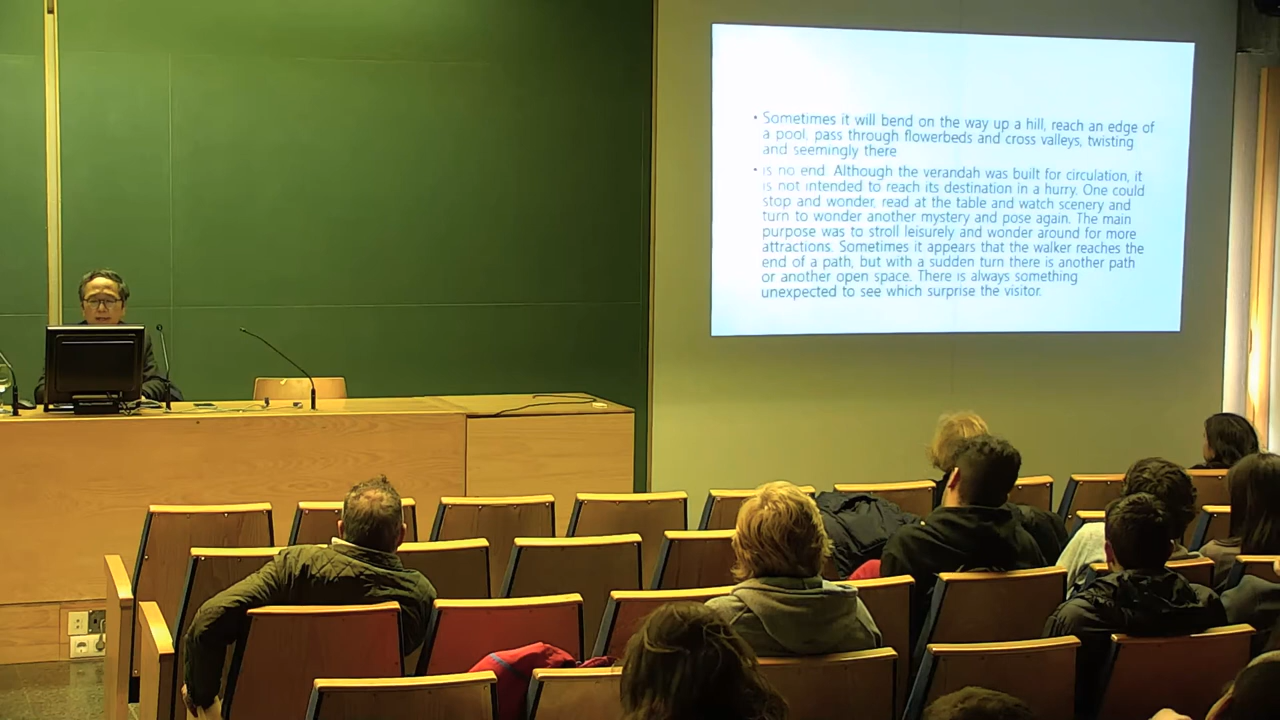 • Sometimes it will bend on the way up a hill, reach an edge of
a pool, pass through flowerbeds and cross valleys, twisting
and seemingly there
• is no end. Although the verandah was built for circulation, it
is not intended to reach its destination in a hurry. One could
stop and wonder, read at the table and watch scenery and
turn to wonder another mystery and pose again. The main
purpose was to stroll leisurely and wonder around for more
attractions. Sometimes it appears that the walker reaches the
end of a path, but with a sudden turn there is another path
or another open space. There is always something
unexpected to see which surprise the visitor.